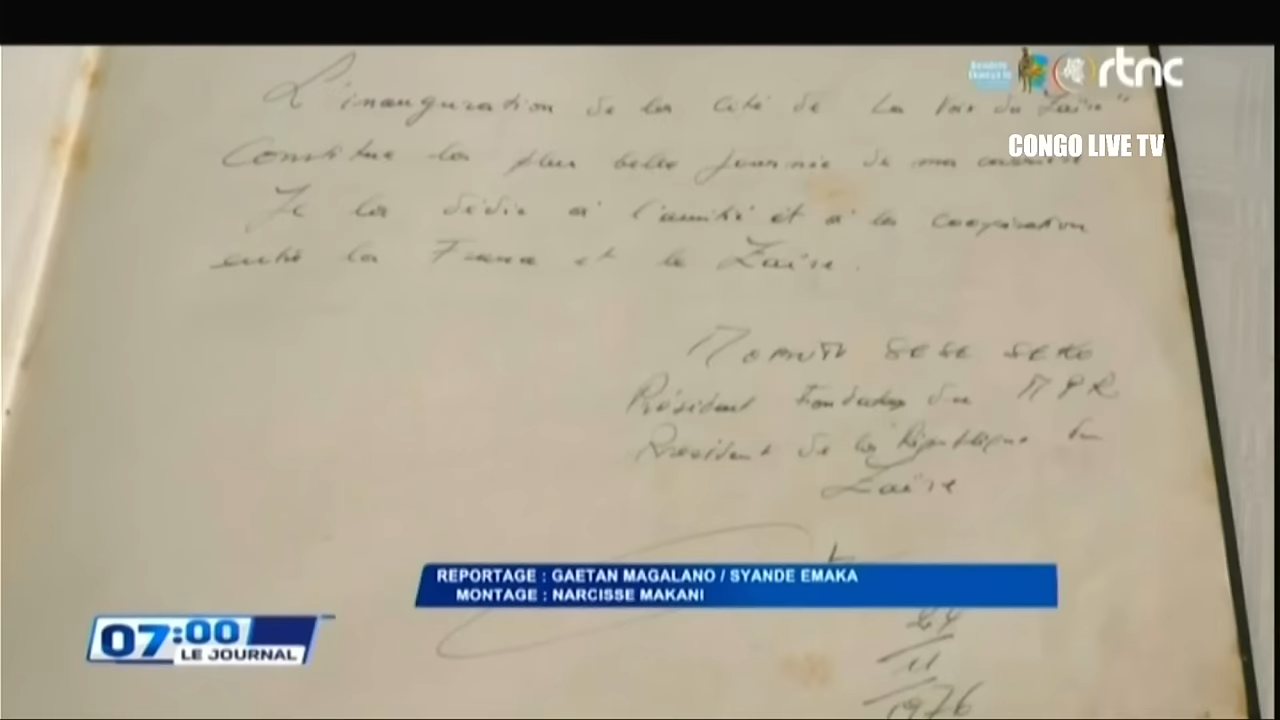 rtnc
CONGO LIVE TV
L'inauguration de la cité de La Voix du Zaïre"
Constitue la plus belle journée de ma carrière
Je la dédie à l'amitié et à la coopération
entre la France et le Zaïre.
MOBUTU SESE SEKO
Président Fondateur du MPR
Président de la République du
Zaïre
REPORTAGE : GAETAN MAGALANO / SYANDE EMAKA
MONTAGE : NARCISSE MAKANI
07:00
LE JOURNAL
11
1976